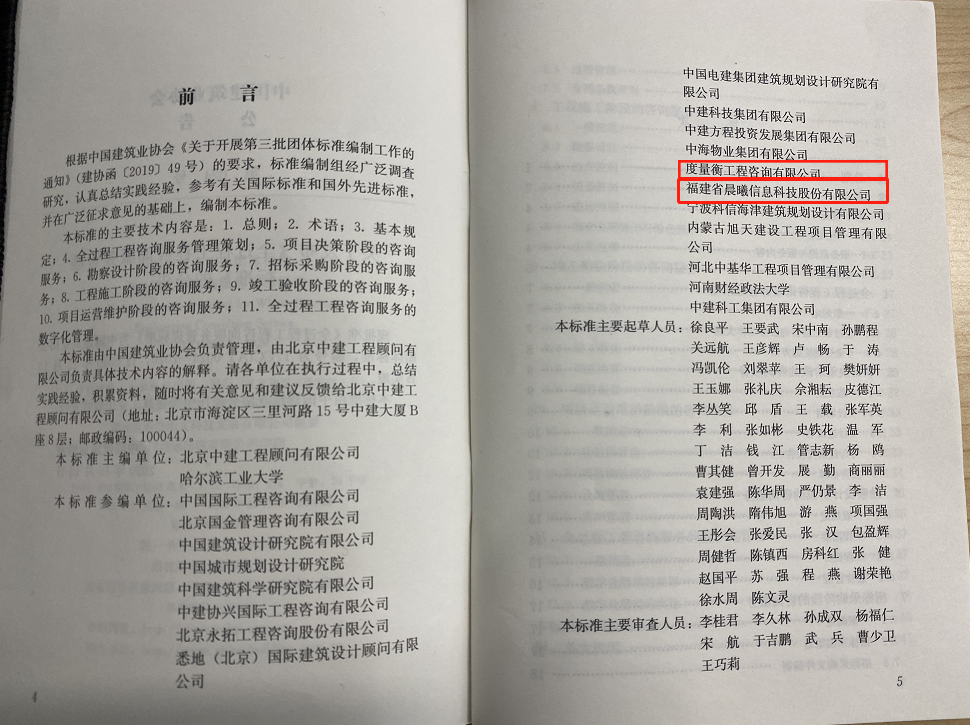 前言
根据中国建筑业协会《关于开展第三批团体标准编制工作的
通知》(建协函〔2019〕49号)的要求,标准编制组经广泛调查
研究,认真总结实践经验,参考有关国际标准和国外先进标准,
并在广泛征求意见的基础上,编制本标准。
本标准的主要技术内容是:1. 总则;2. 术语;3. 基本规
定;4. 全过程工程咨询服务管理策划;5. 项目决策阶段的咨询
服务;6. 勘察设计阶段的咨询服务;7. 招标采购阶段的咨询服
务;8. 工程施工阶段的咨询服务;9. 竣工验收阶段的咨询服务;
10. 项目运营维护阶段的咨询服务;11. 全过程工程咨询服务的
数字化管理。
本标准由中国建筑业协会负责管理,由北京中建工程顾问有
限公司负责具体技术内容的解释。请各单位在执行过程中,总结
实践经验,积累资料,随时将有关意见和建议反馈给北京中建工
程顾问有限公司(地址:北京市海淀区三里河路15号中建大厦B
座8层;邮政编码:100044)。
本标准主编单位:北京中建工程顾问有限公司
哈尔滨工业大学
本标准参编单位:中国国际工程咨询有限公司
北京国金管理咨询有限公司
中国建筑设计研究院有限公司
中国城市规划设计研究院
中国建筑科学研究院有限公司
中建协兴国际工程咨询有限公司
北京永拓工程咨询股份有限公司
悉地(北京)国际建筑设计顾问有限
公司
4
中国电建集团建筑规划设计研究院有
限公司
中建科技集团有限公司
中建方程投资发展集团有限公司
中海物业集团有限公司
度量衡工程咨询有限公司
福建省晨曦信息科技股份有限公司
宁波科信海津建筑规划设计有限公司
内蒙古旭天建设工程项目管理有限
公司
河北中基华工程项目管理有限公司
河南财经政法大学
中建科工集团有限公司
本标准主要起草人员:徐良平 王要武 宋中南 孙鹏程
关远航 王彦辉 卢畅 于涛
冯凯伦 刘翠苹 王珂 樊妍妍
王玉娜 张礼庆 佘湘耘 皮德江
李丛笑 邱盾 王载 张军英
李利 张如彬 史铁花 温军
丁洁 钱江 管志新 杨鸥
曹其健 曾开发 展勤 商丽丽
袁建强 陈华周 严仍景 李洁
周陶洪 隋伟旭 游燕 项国强
王彤会 张爱民 张汉 包盈辉
周健哲 陈镇西 房科红 张健
赵国平 苏强 程燕 谢荣艳
徐水周 陈文灵
本标准主要审查人员:李桂君 李久林 孙成双 杨福仁
宋航 于吉鹏 武兵 曹少卫
王巧莉
5